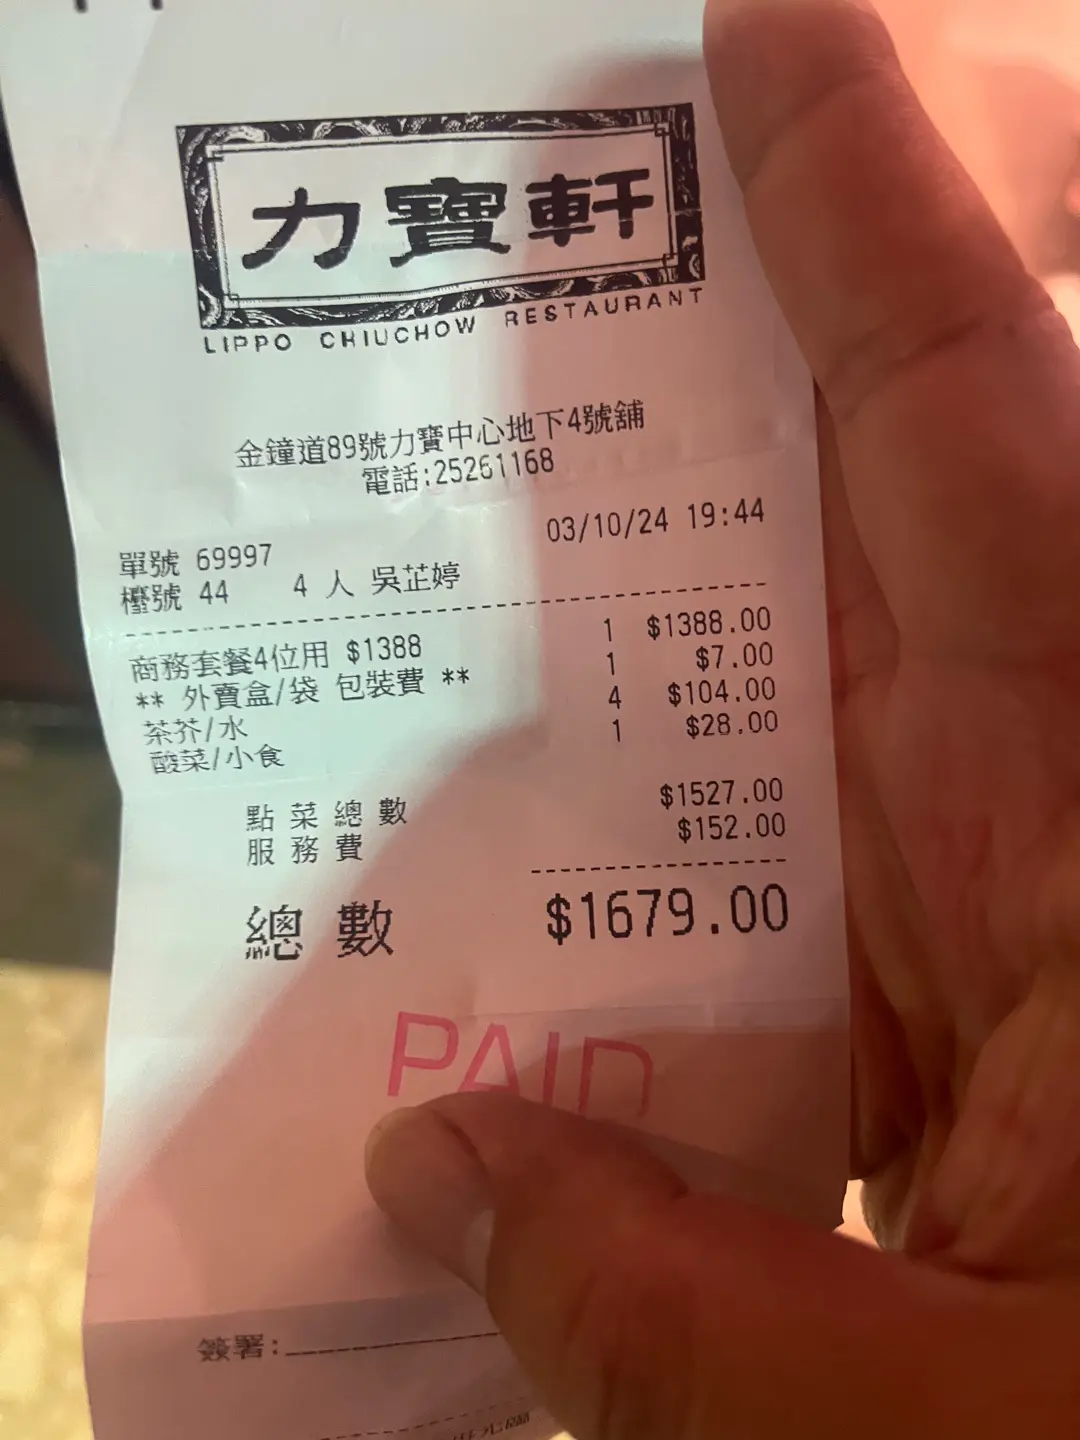 力寶軒
LIPPO CHIUCHOW RESTAURANT
金鐘道89號力寶中心地下4號舖
電話:25261168
03/10/24 19:44
單號 69997
檯號 44 4 人 吳芷婷
商務套餐4位用 $1388 1 $1388.00
** 外賣盒/袋 包裝費 ** 1 $7.00
茶芥/水 4 $104.00
酸菜/小食 1 $28.00
點菜總數 $1527.00
服務費 $152.00
總數 $1679.00
PAID
簽署: